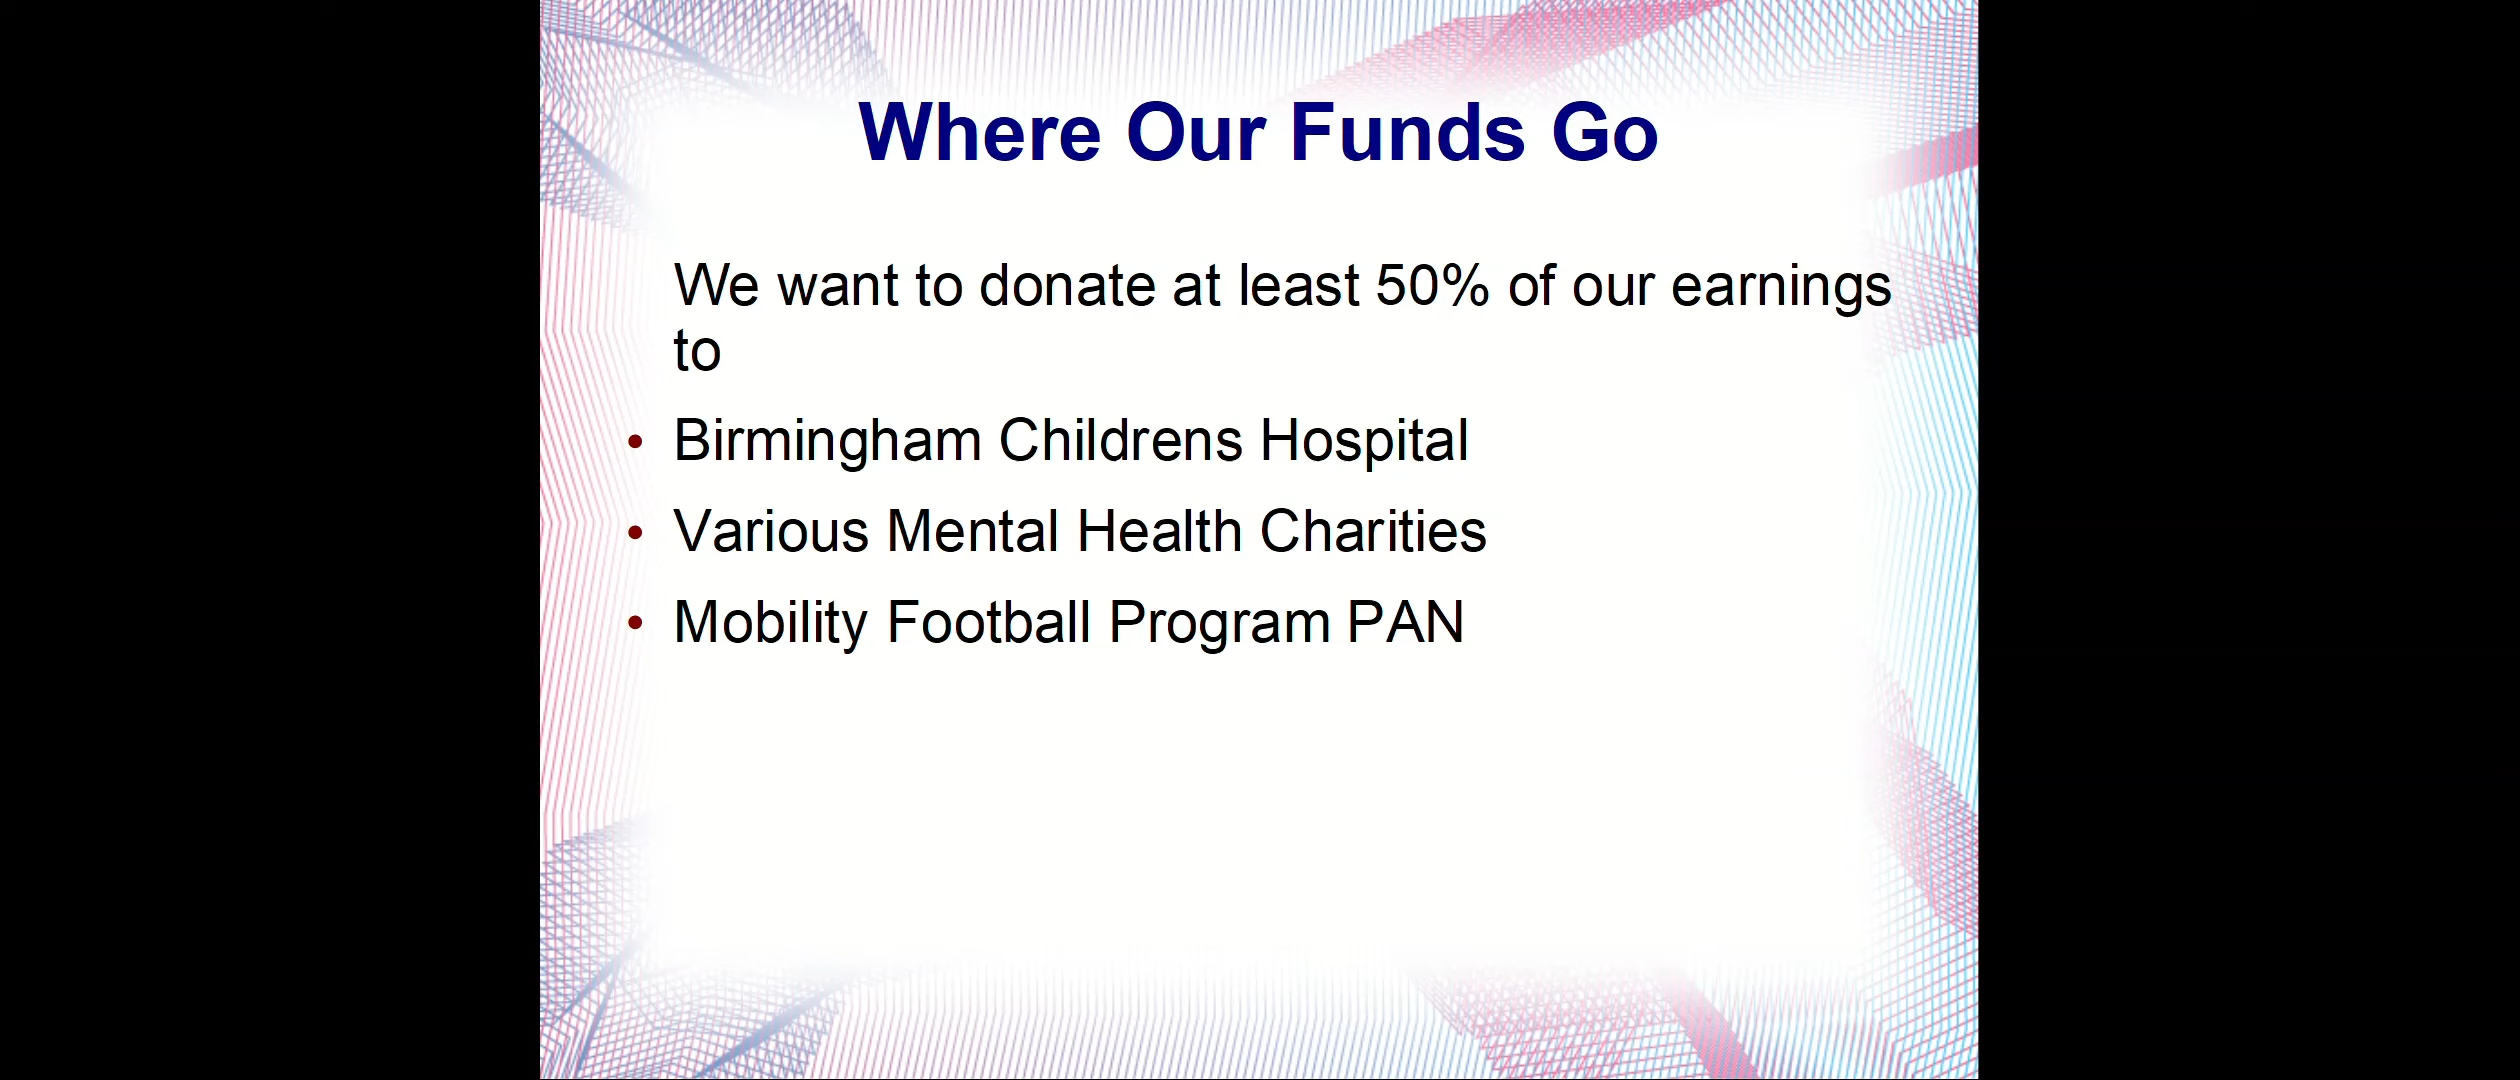 Where Our Funds Go
We want to donate at least 50% of our earnings
to
• Birmingham Childrens Hospital
• Various Mental Health Charities
• Mobility Football Program PAN